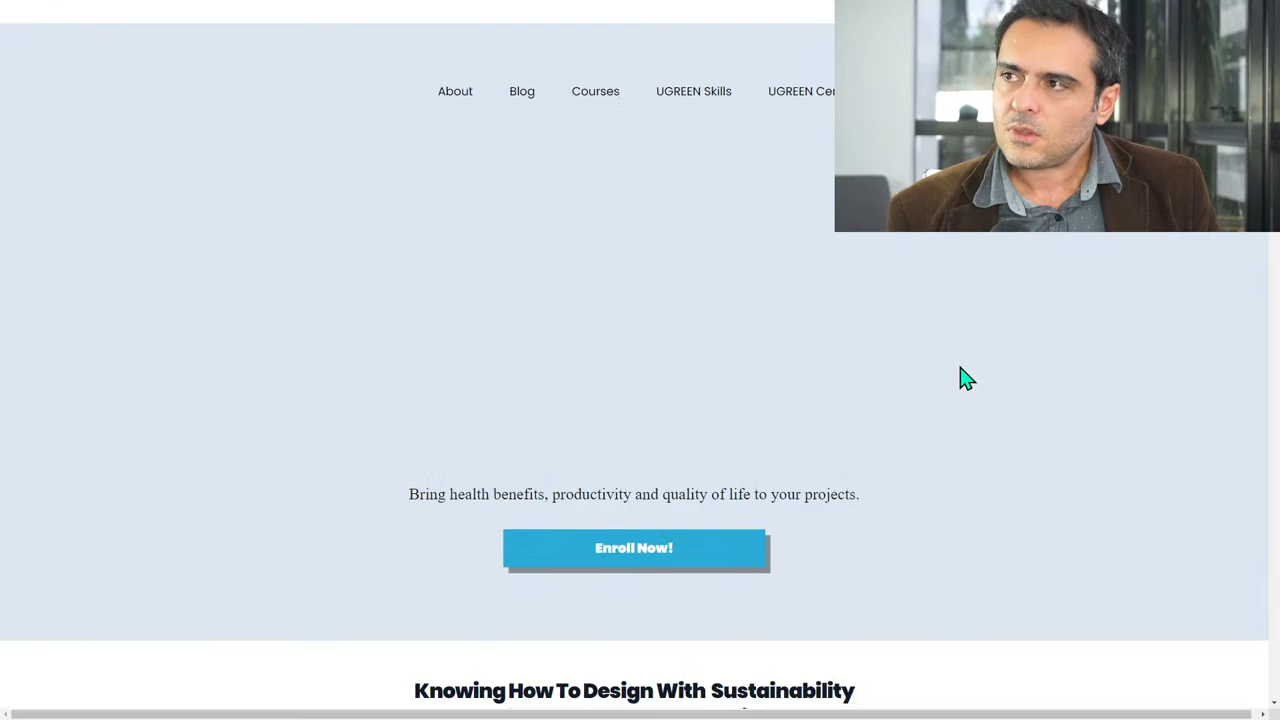 About Blog Courses UGREEN Skills UGREEN
Bring health benefits, productivity and quality of life to your projects.
Enroll Now!
Knowing How To Design With Sustainability